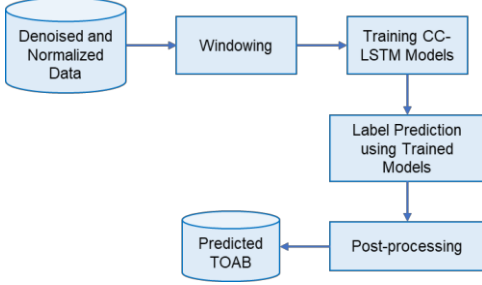 Denoised and
Normalized
Data
Windowing
Training CC-
LSTM Models
Label Prediction
using Trained
Models
Post-processing
Predicted
TOAB